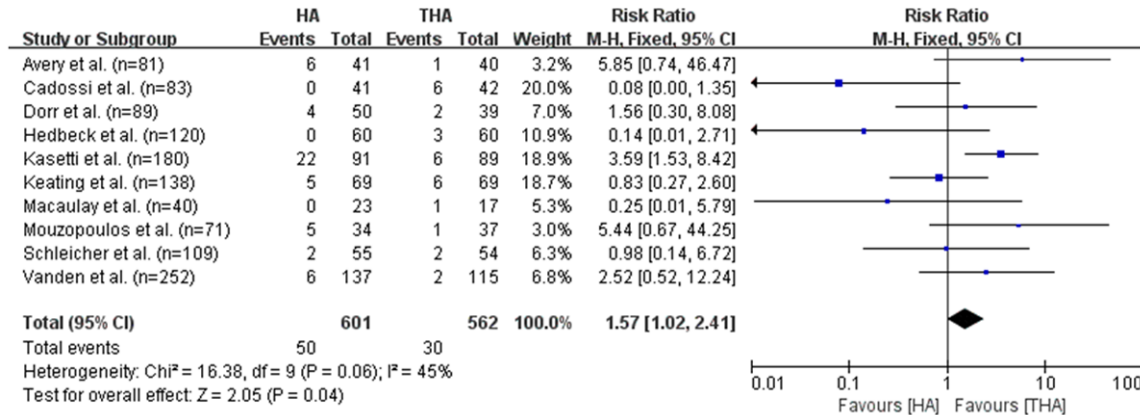 HA THA Risk Ratio Risk Ratio
Study or Subgroup Events Total Events Total Weight M-H, Fixed, 95% CI M-H, Fixed, 95% CI
Avery et al. (n=81) 6 41 1 40 3.2% 5.85 [0.74, 46.47]
Cadossi et al. (n=83) 0 41 6 42 20.0% 0.08 [0.00, 1.35]
Dorr et al. (n=89) 4 50 2 39 7.0% 1.56 [0.30, 8.08]
Hedbeck et al. (n=120) 0 60 3 60 10.9% 0.14 [0.01, 2.71]
Kasetti et al. (n=180) 22 91 6 89 18.9% 3.59 [1.53, 8.42]
Keating et al. (n=138) 5 69 6 69 18.7% 0.83 [0.27, 2.60]
Macaulay et al. (n=40) 0 23 1 17 5.3% 0.25 [0.01, 5.79]
Mouzopoulos et al. (n=71) 5 34 1 37 3.0% 5.44 [0.67, 44.25]
Schleicher et al. (n=109) 2 55 2 54 6.4% 0.98 [0.14, 6.72]
Vanden et al. (n=252) 6 137 2 115 6.8% 2.52 [0.52, 12.24]
Total (95% CI) 601 562 100.0% 1.57 [1.02, 2.41]
Total events 50 30
Heterogeneity: Chi² = 16.38, df = 9 (P = 0.06); I² = 45%
Test for overall effect: Z = 2.05 (P = 0.04)
0.01 0.1 1 10 100
Favours [HA] Favours [THA]